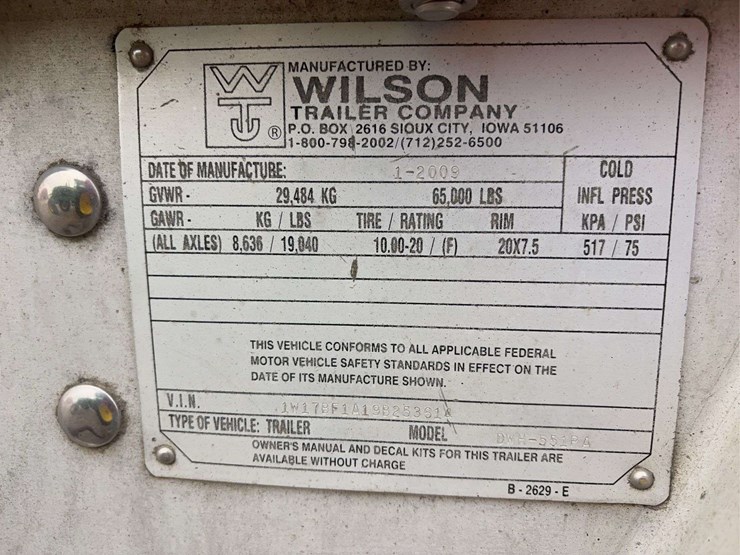 MANUFACTURED BY:
WILSON
TRAILER COMPANY
P.O. BOX 2616 SIOUX CITY, IOWA 51106
1-800-798-2002/(712)252-6500
DATE OF MANUFACTURE: 1-2009 COLD
GVWR - 29,484 KG 65,000 LBS INFL PRESS
GAWR - KG / LBS TIRE / RATING RIM KPA / PSI
(ALL AXLES) 8,636 / 19,040 10.00-20 / (F) 20X7.5 517 / 75
THIS VEHICLE CONFORMS TO ALL APPLICABLE FEDERAL
MOTOR VEHICLE SAFETY STANDARDS IN EFFECT ON THE
DATE OF ITS MANUFACTURE SHOWN.
V.I.N.
TYPE OF VEHICLE: TRAILER MODEL
OWNER'S MANUAL AND DECAL KITS FOR THIS TRAILER ARE
AVAILABLE WITHOUT CHARGE
B - 2629 - E